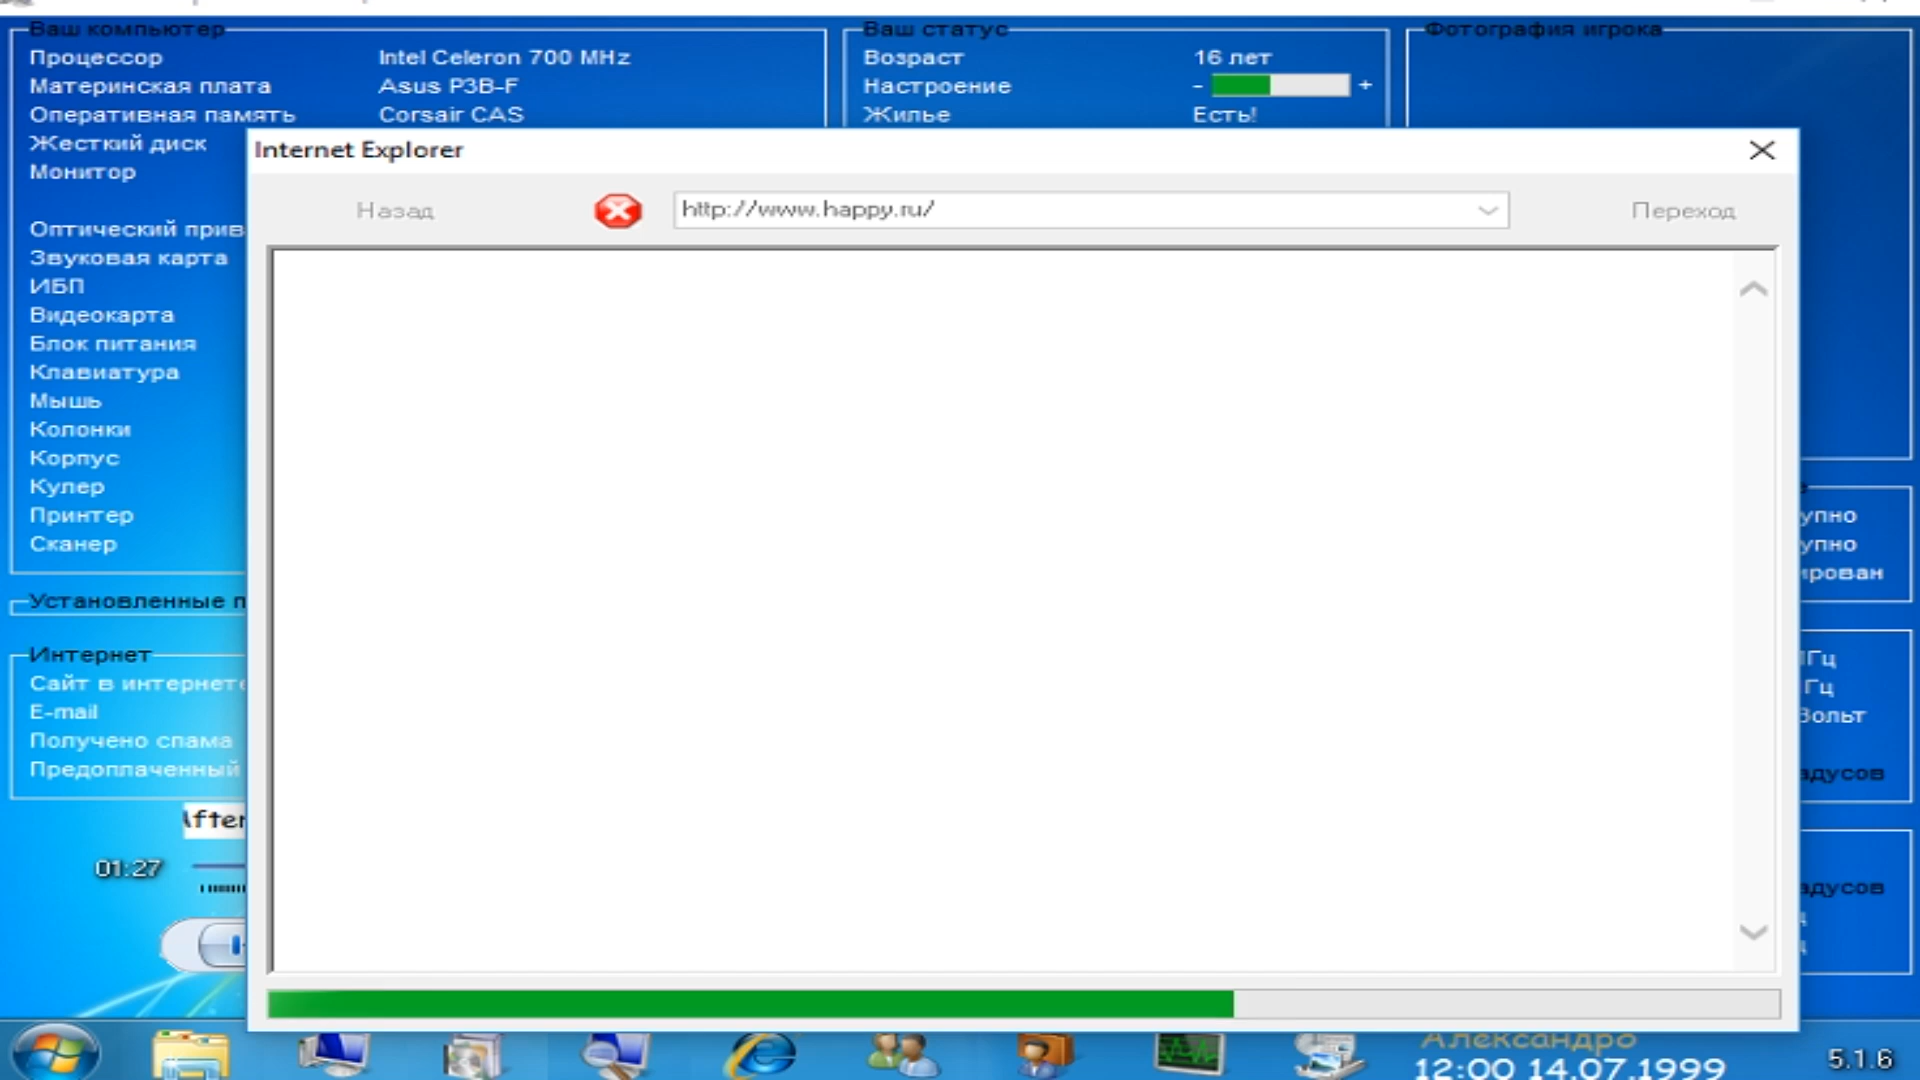 Ваш компьютер
Процессор Intel Celeron 700 MHz
Материнская плата Asus P3B-F
Оперативная память Corsair CAS
Жесткий диск
Монитор
Оптический прив
Звуковая карта
ИБП
Видеокарта
Блок питания
Клавиатура
Мышь
Колонки
Корпус
Кулер
Принтер
Сканер
Установленные п
Интернет
Сайт в интернет
E-mail
Получено спама
Предоплаченный
After
01:27
Ваш статус
Возраст 16 лет
Настроение - +
Жилье Есть!
Фотография игрока
Internet Explorer
Назад http://www.happy.ru/ Переход
упно
упно
ирован
Гц
Гц
Вольт
адусов
адусов
Александро
12:00 14.07.1999
5.1.6